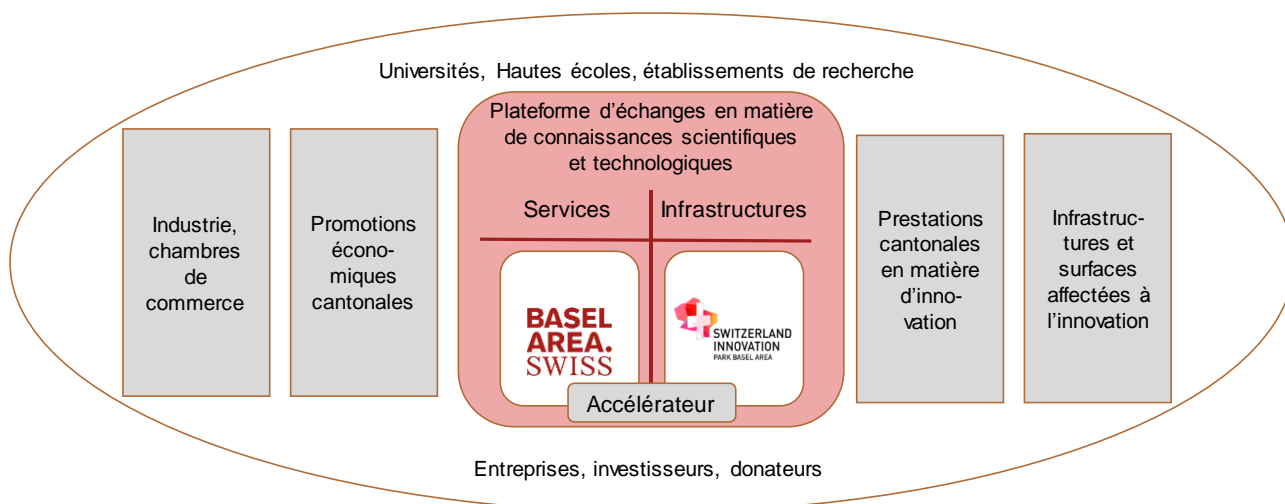 Universités, Hautes écoles, établissements de recherche
Industrie,
chambres
de
commerce
Promotions
écono-
miques
cantonales
Plateforme d'échanges en matière
de connaissances scientifiques
et technologiques
Services
Infrastructures
BASEL
AREA.
SWISS
SWITZERLAND
INNOVATION
PARK BASEL AREA
Accélérateur
Prestations
cantonales
en matière
d'inno-
vation
Infrastruc-
tures et
surfaces
affectées à
l'innovation
Entreprises, investisseurs, donateurs